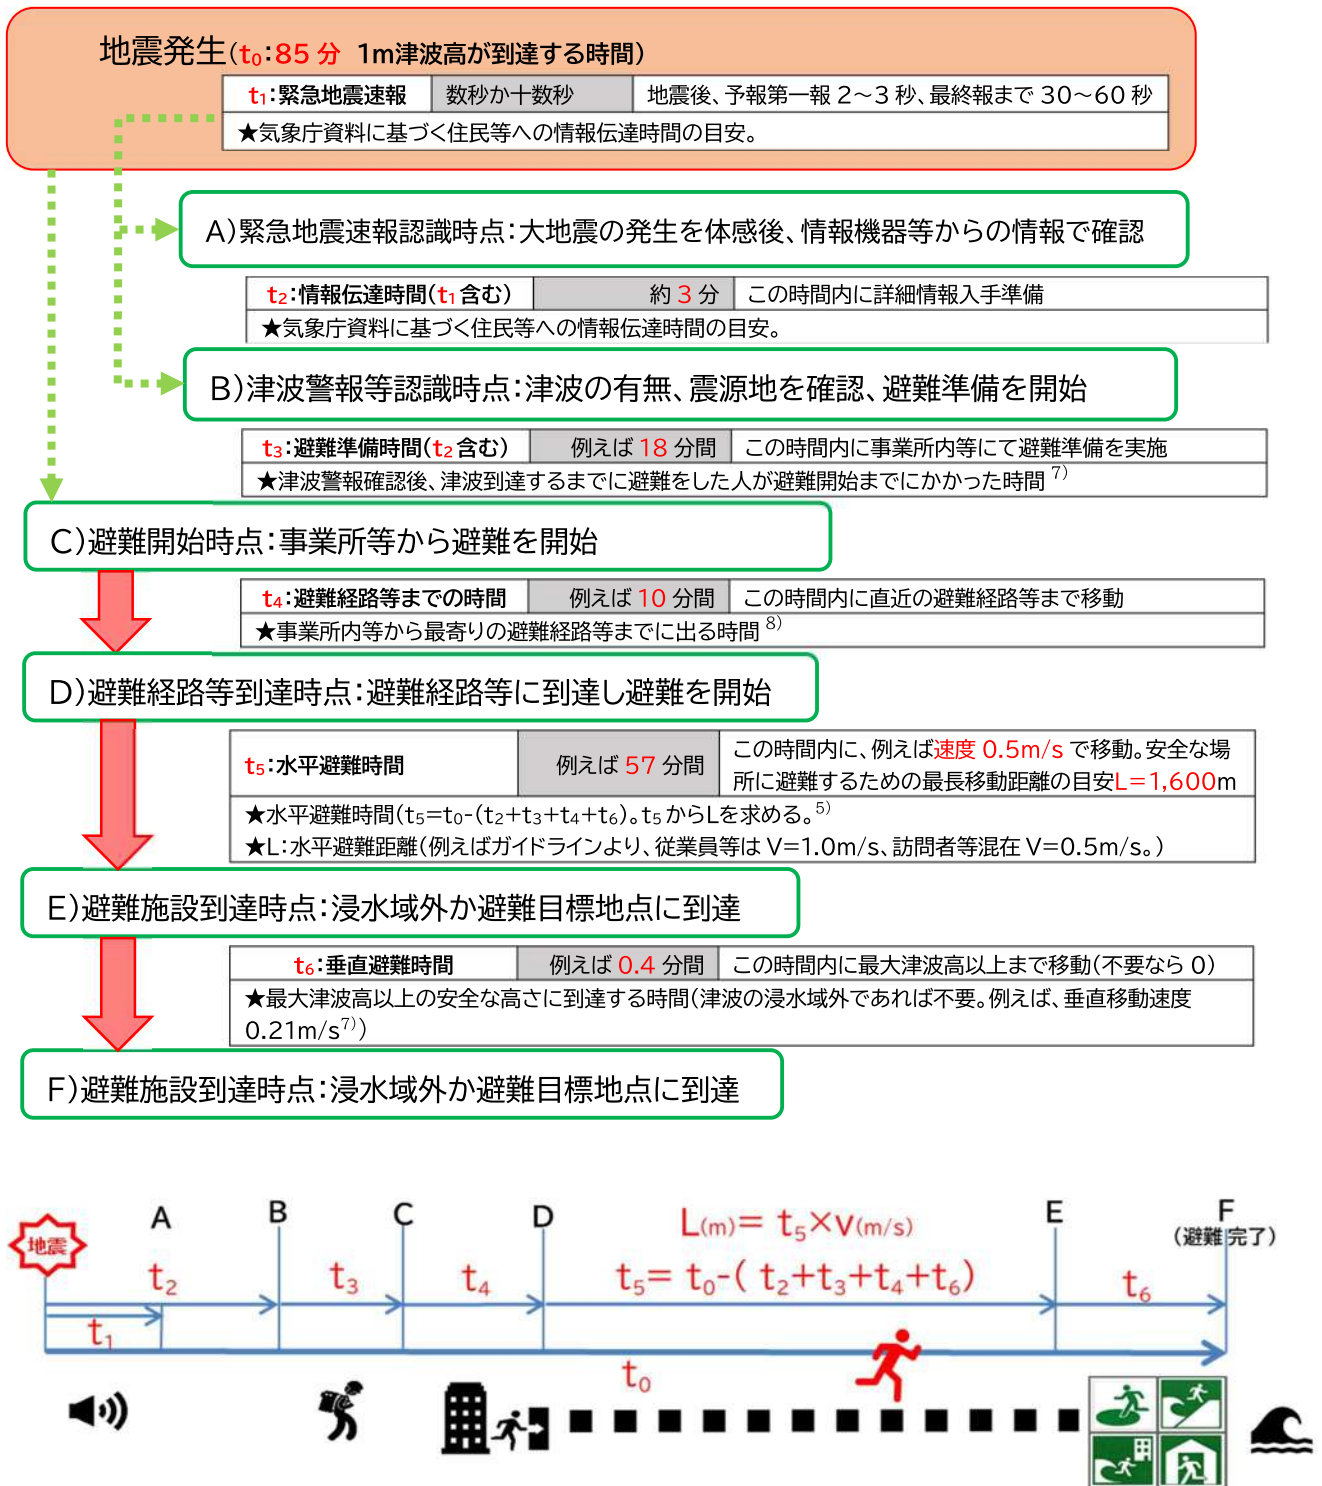 地震発生(t₀:85分 1m津波高が到達する時間)
t₁:緊急地震速報 数秒か十数秒 地震後、予報第一報2～3秒、最終報まで30～60秒
★気象庁資料に基づく住民等への情報伝達時間の目安。
A)緊急地震速報認識時点:大地震の発生を体感後、情報機器等からの情報で確認
t₂:情報伝達時間(t₁含む) 約3分 この時間内に詳細情報入手準備
★気象庁資料に基づく住民等への情報伝達時間の目安。
B)津波警報等認識時点:津波の有無、震源地を確認、避難準備を開始
t₃:避難準備時間(t₂含む) 例えば18分間 この時間内に事業所内等にて避難準備を実施
★津波警報確認後、津波到達するまでに避難をした人が避難開始までにかかった時間7)
C)避難開始時点:事業所等から避難を開始
t₄:避難経路等までの時間 例えば10分間 この時間内に直近の避難経路等まで移動
★事業所内等から最寄りの避難経路等までに出る時間8)
D)避難経路等到達時点:避難経路等に到達し避難を開始
t₅:水平避難時間 例えば57分間 この時間内に、例えば速度0.5m/sで移動。安全な場
所に避難するための最長移動距離の目安L=1,600m
★水平避難時間(t₅=t₀-(t₂+t₃+t₄+t₆)。t₅からLを求める。5)
★L:水平避難距離(例えばガイドラインより、従業員等はV=1.0m/s、訪問者等混在V=0.5m/s。)
E)避難施設到達時点:浸水域外か避難目標地点に到達
t₆:垂直避難時間 例えば0.4分間 この時間内に最大津波高以上まで移動(不要なら0)
★最大津波高以上の安全な高さに到達する時間(津波の浸水域外であれば不要。例えば、垂直移動速度
0.21m/s7))
F)避難施設到達時点:浸水域外か避難目標地点に到達
A B C D L(m)= t₅×v(m/s) E F
地震 (避難完了)
t₂ t₃ t₄ t₅= t₀-( t₂+t₃+t₄+t₆) t₆
t₁
t₀